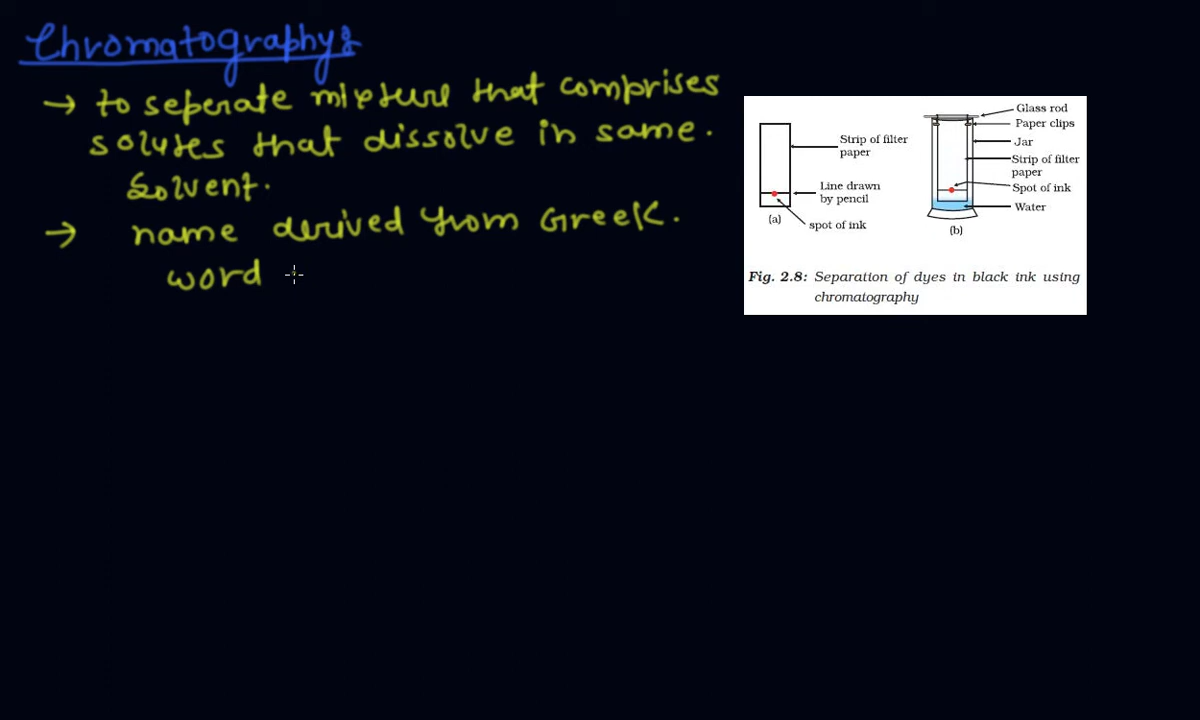 Chromatography:
→ to seperate mixture that comprises
solutes that dissolve in same.
Solvent.
→ name derived from Greek.
word
Strip of filter
paper
Line drawn
by pencil
spot of ink
(a)
Glass rod
Paper clips
Jar
Strip of filter
paper
Spot of ink
Water
(b)
Fig. 2.8: Separation of dyes in black ink using
chromatography